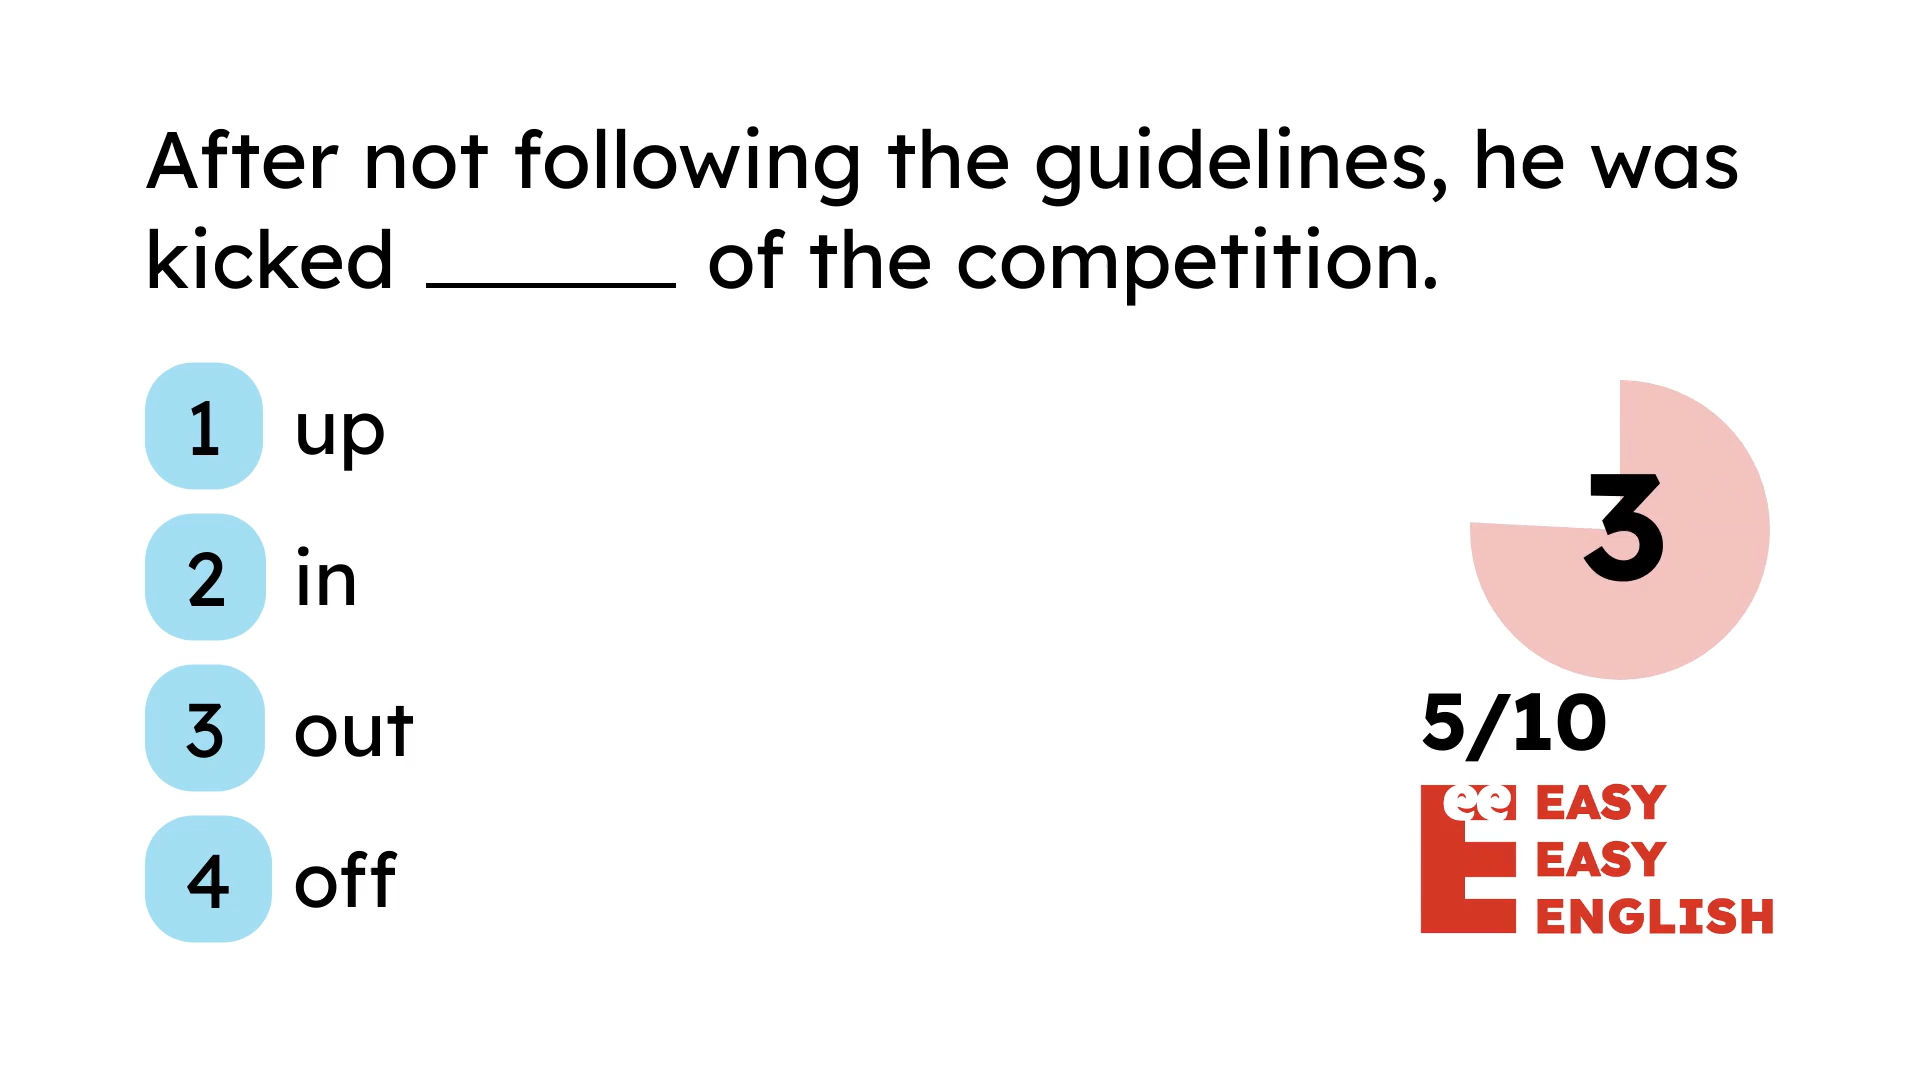 After not following the guidelines, he was
kicked ______ of the competition.
1 up
2 in
3 out
4 off
3
5/10
ee EASY
EASY
ENGLISH